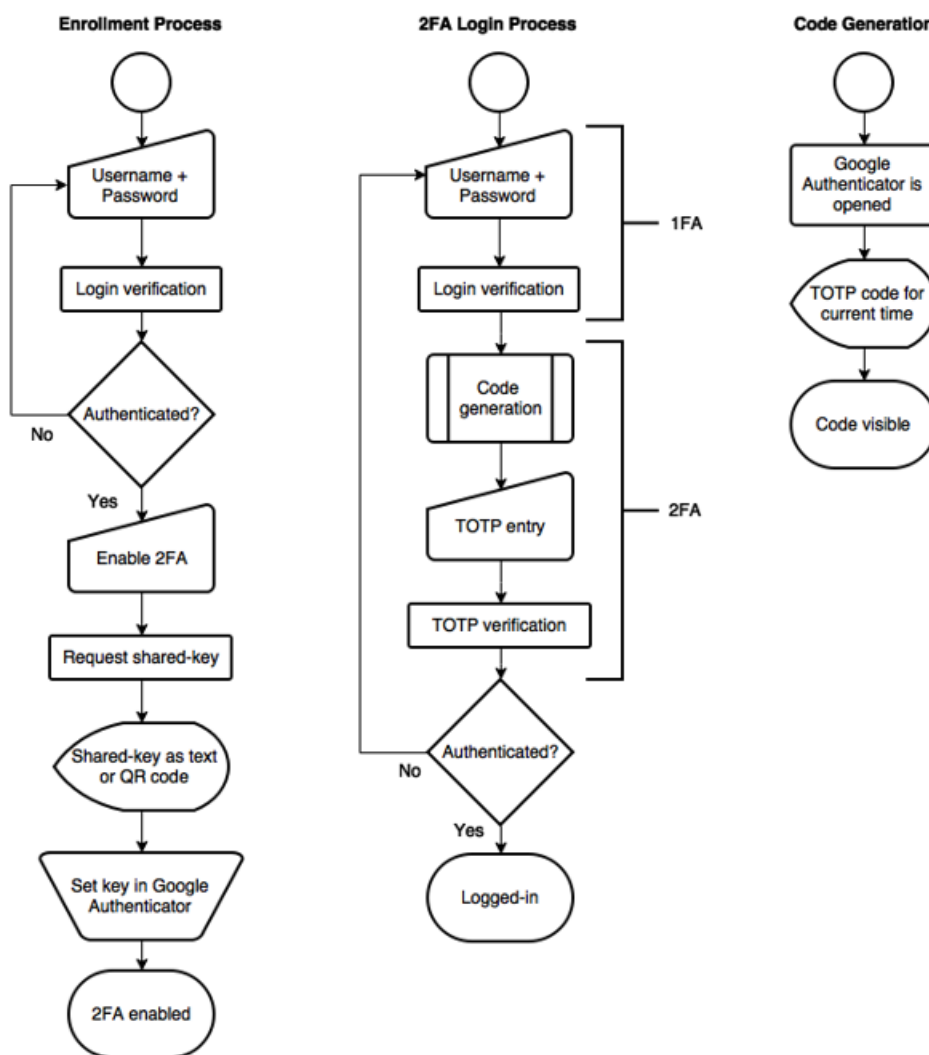 Enrollment Process
Username +
Password
Login verification
Authenticated?
No
Yes
Enable 2FA
Request shared-key
Shared-key as text
or QR code
Set key in Google
Authenticator
2FA enabled
2FA Login Process
Username +
Password
1FA
Login verification
Code
generation
TOTP entry
2FA
TOTP verification
Authenticated?
No
Yes
Logged-in
Code Generation
Google
Authenticator is
opened
TOTP code for
current time
Code visible